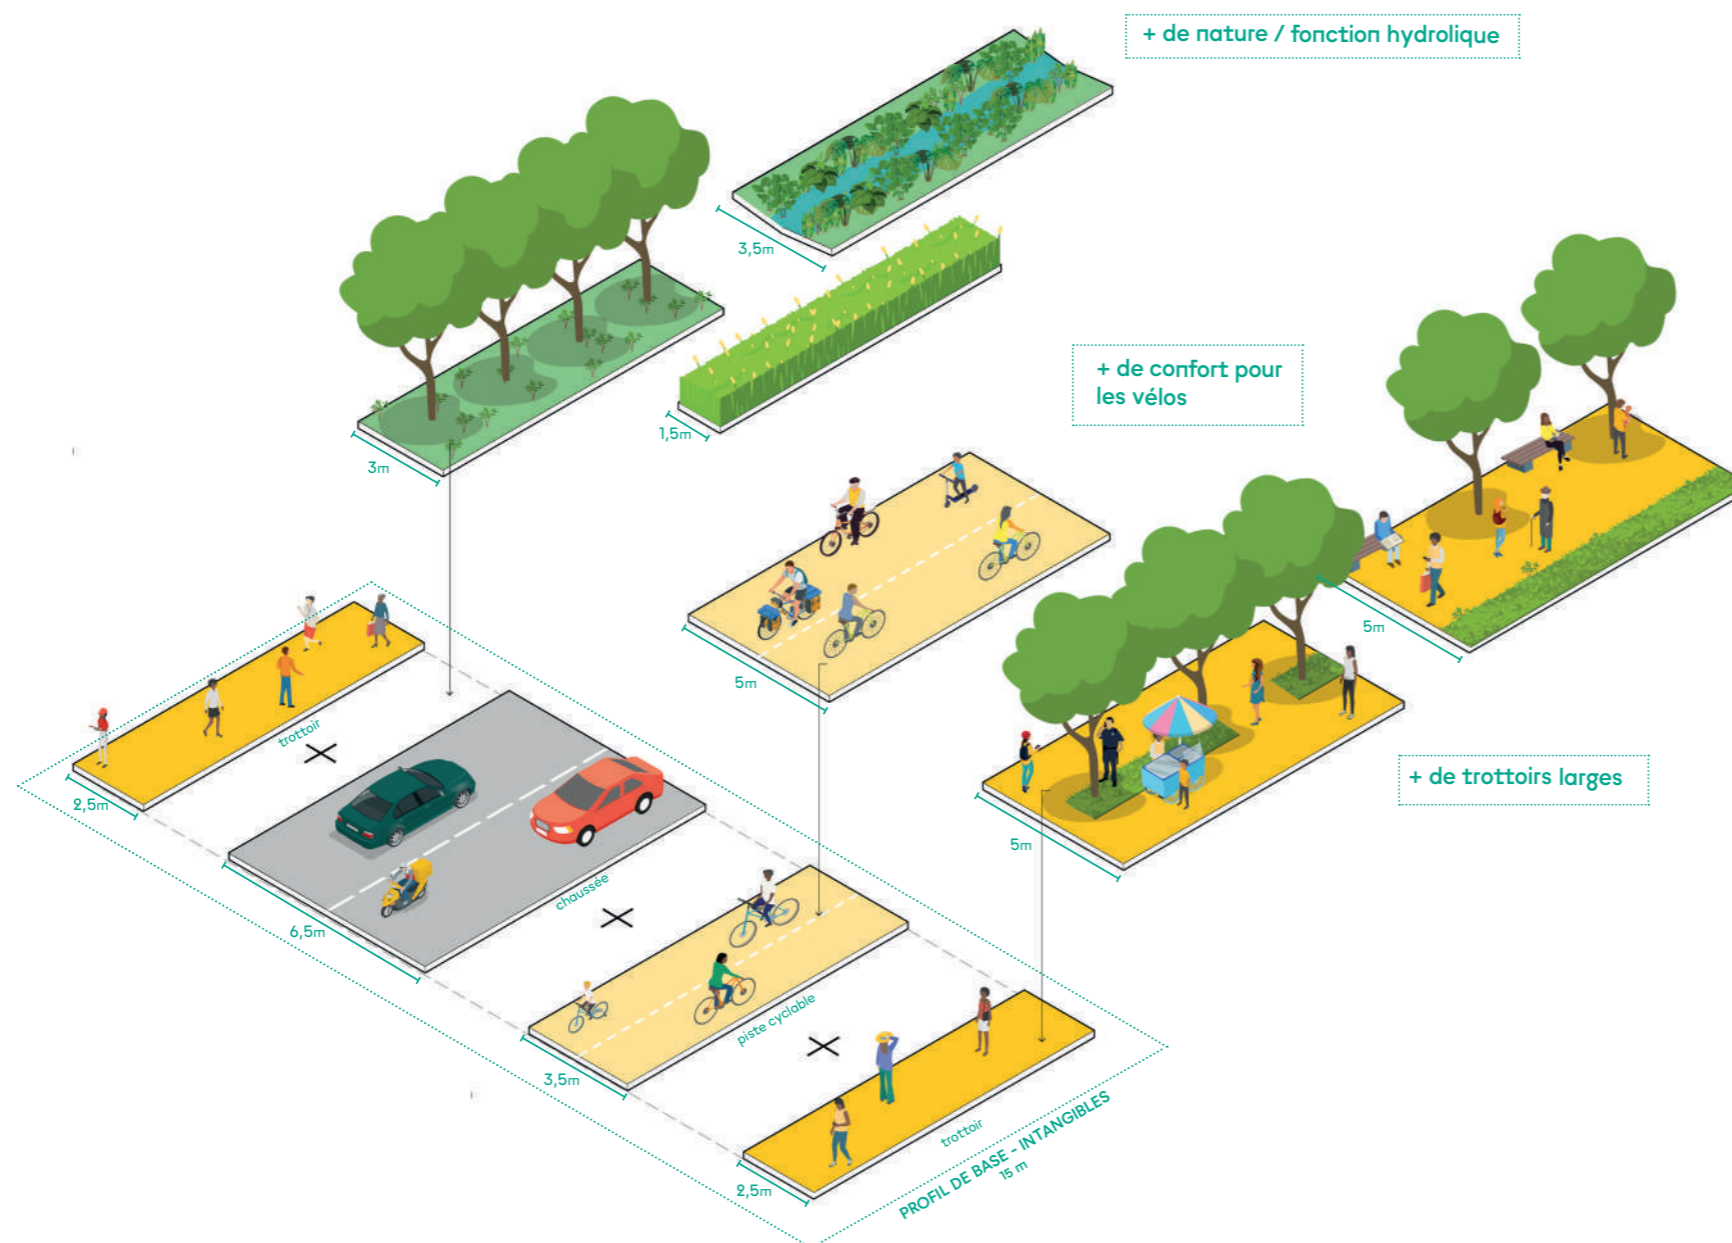 + de nature / fonction hydrolique
3,5m
1,5m
3m
+ de confort pour
les vélos
5m
5m
5m
+ de trottoirs larges
trottoir
2,5m
chaussée
6,5m
piste cyclable
3,5m
trottoir
2,5m
PROFIL DE BASE - INTANGIBLES
15 m